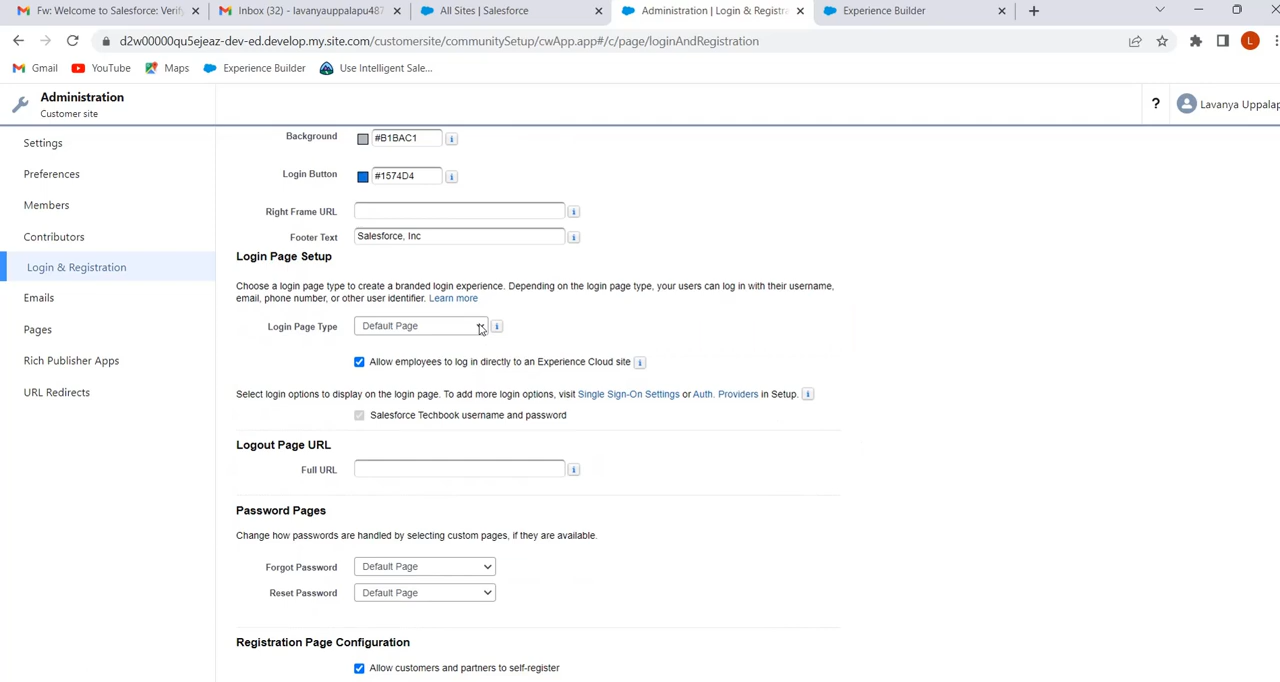 Fw: Welcome to Salesforce: Verify
Inbox (32) - lavanyauppalapu487
All Sites | Salesforce
Administration | Login & Registra
Experience Builder
d2w00000qu5ejeaz-dev-ed.develop.my.site.com/customersite/communitySetup/cwApp.app#/c/page/loginAndRegistration
L
Gmail
YouTube
Maps
Experience Builder
Use Intelligent Sale...
Administration
Customer site
?
Lavanya Uppalap
Settings
Preferences
Members
Contributors
Login & Registration
Emails
Pages
Rich Publisher Apps
URL Redirects
Background #B1BAC1
Login Button #1574D4
Right Frame URL
Footer Text Salesforce, Inc
Login Page Setup
Choose a login page type to create a branded login experience. Depending on the login page type, your users can log in with their username,
email, phone number, or other user identifier. Learn more
Login Page Type Default Page
Allow employees to log in directly to an Experience Cloud site
Select login options to display on the login page. To add more login options, visit Single Sign-On Settings or Auth. Providers in Setup.
Salesforce Techbook username and password
Logout Page URL
Full URL
Password Pages
Change how passwords are handled by selecting custom pages, if they are available.
Forgot Password Default Page
Reset Password Default Page
Registration Page Configuration
Allow customers and partners to self-register